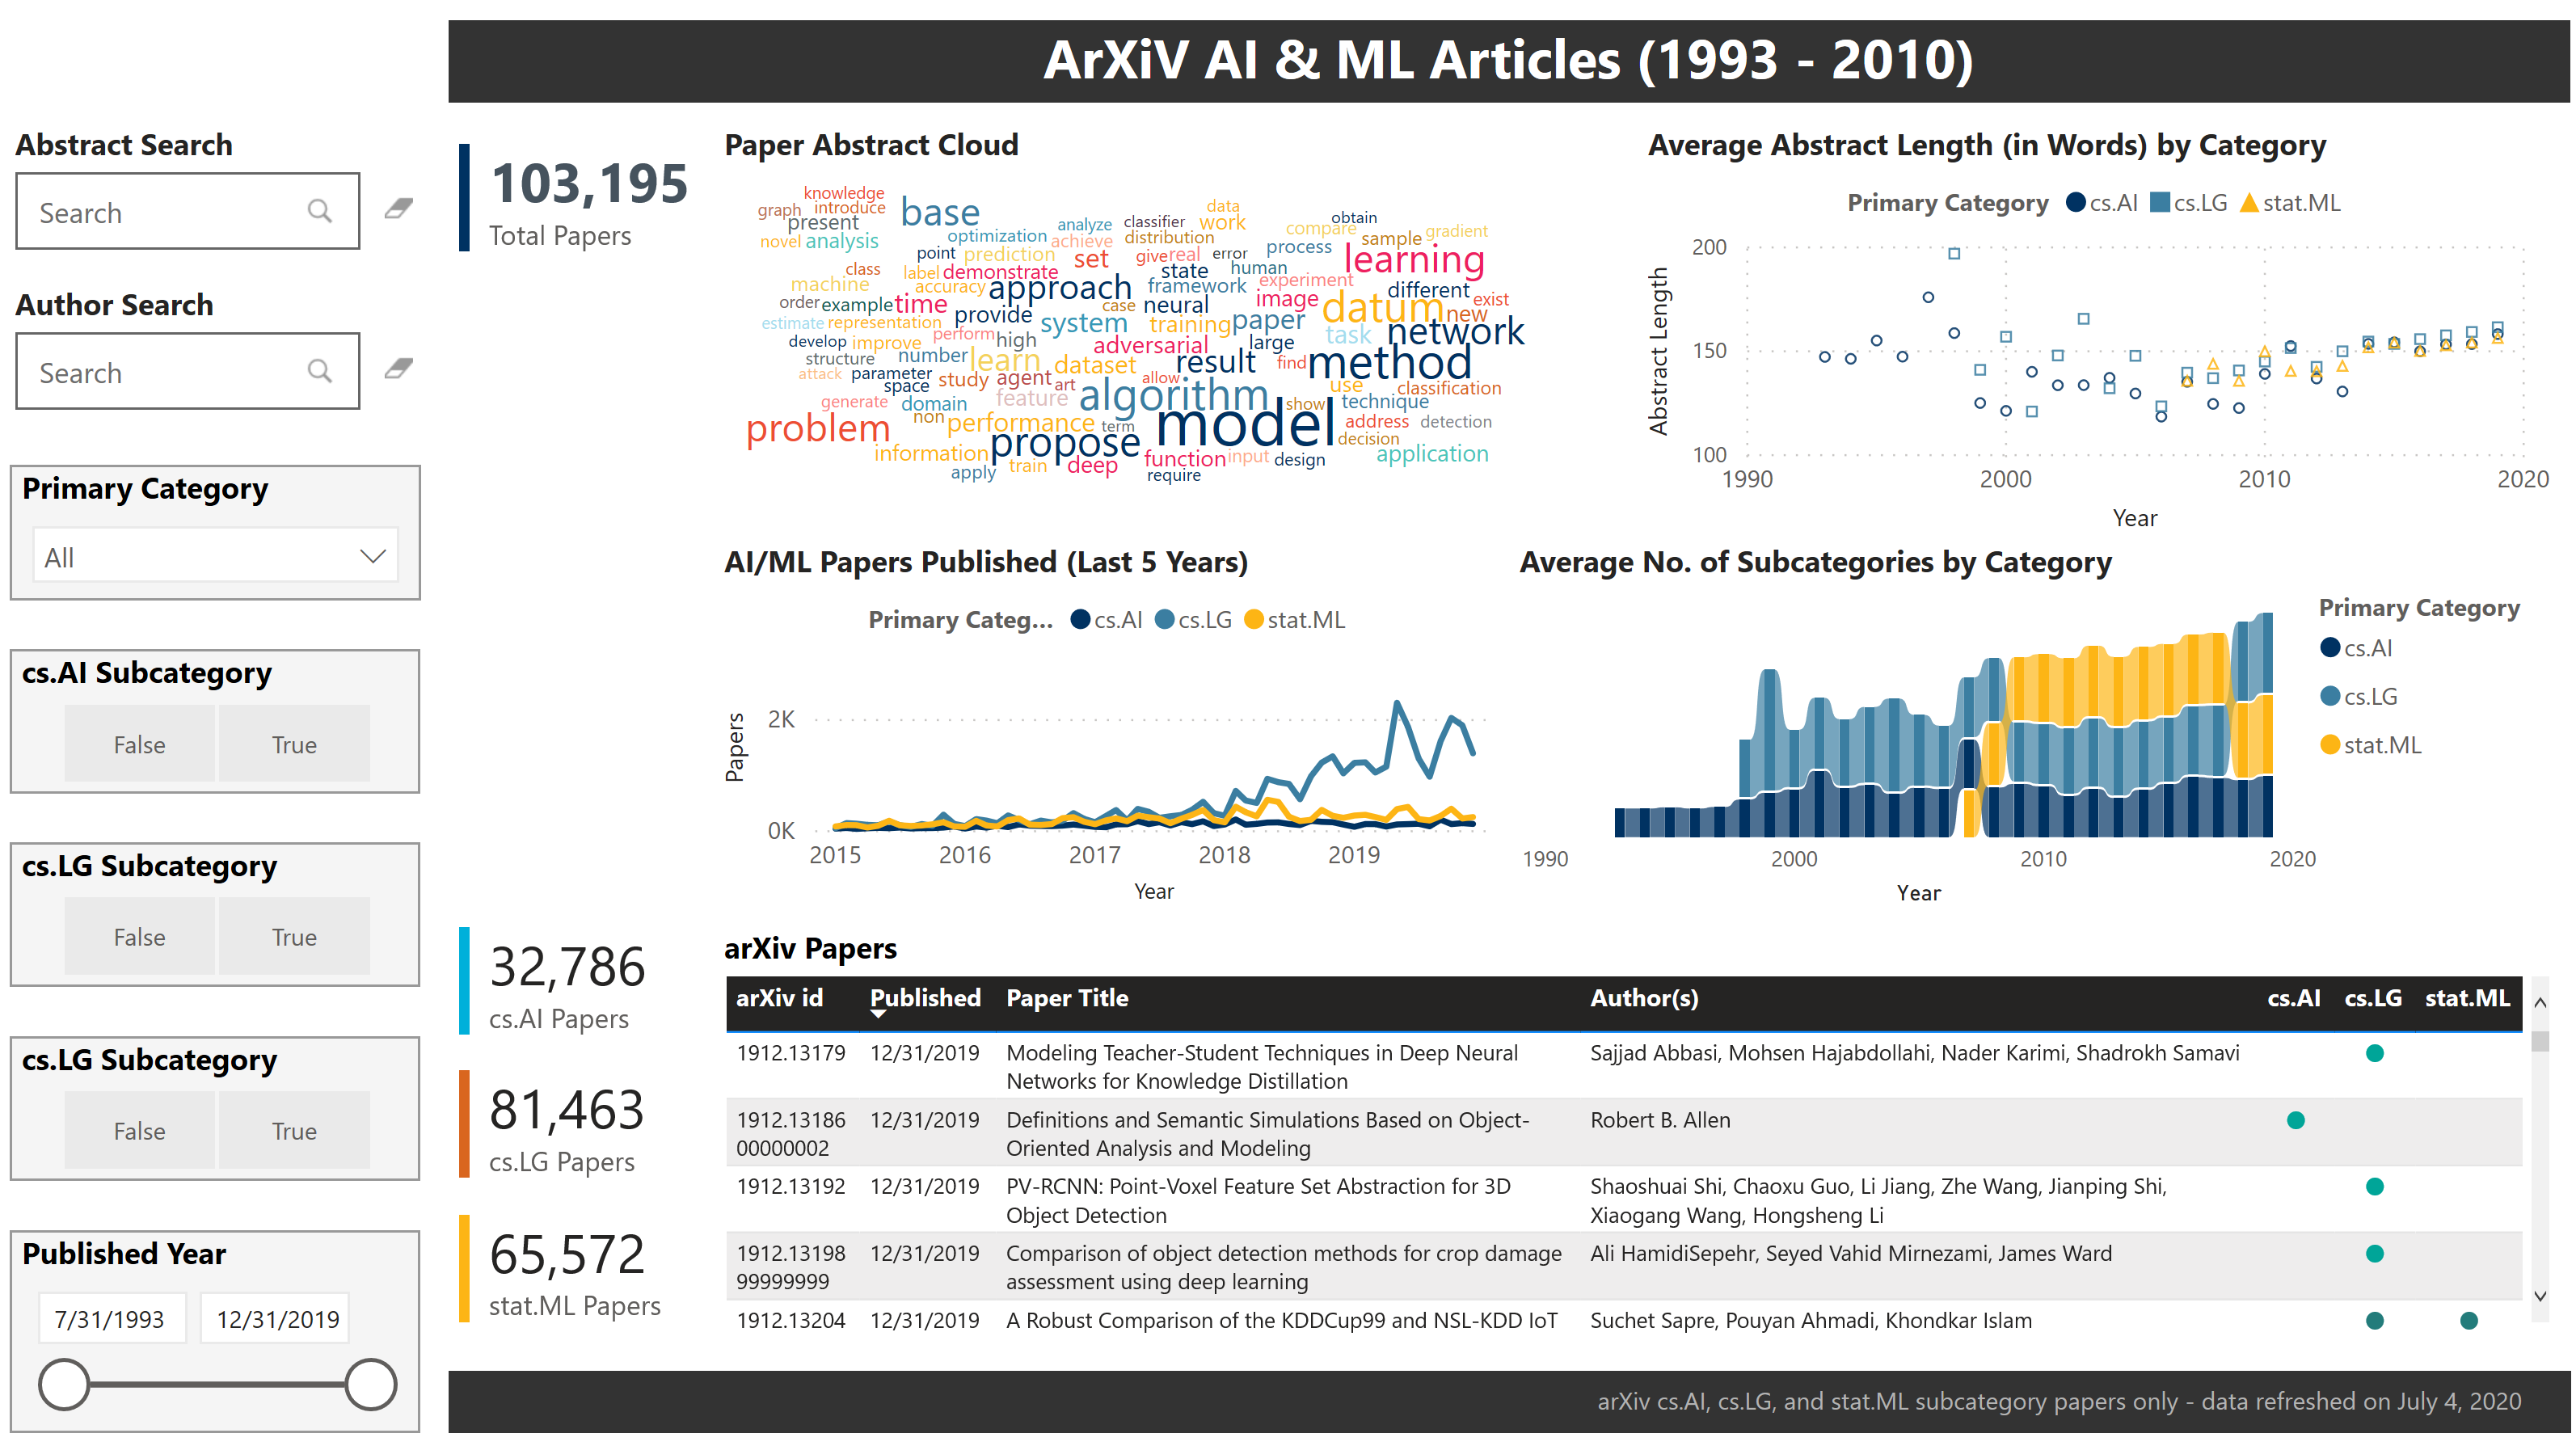 ArXiV AI & ML Articles (1993 - 2010)
Abstract Search
Search
Author Search
Search
Primary Category
All
cs.AI Subcategory
False True
cs.LG Subcategory
False True
cs.LG Subcategory
False True
Published Year
7/31/1993 12/31/2019
103,195
Total Papers
32,786
cs.AI Papers
81,463
cs.LG Papers
65,572
stat.ML Papers
Paper Abstract Cloud
knowledge
graph introduce base data
present analyze classifier work obtain
novel analysis optimization achieve distribution compare sample gradient
point prediction set give real error process learning
class label demonstrate state human
machine accuracy approach framework experiment different
order example time case neural image datum exist
estimate representation provide system training paper new
develop improve perform high adversarial large task network
structure number learn dataset result find method
attack parameter space study agent art allow use classification
generate domain feature algorithm show technique
problem non performance term model address detection
propose decision
information train deep function input design application
apply require
Average Abstract Length (in Words) by Category
Primary Category cs.AI cs.LG stat.ML
Abstract Length
200
150
100
1990 2000 2010 2020
Year
AI/ML Papers Published (Last 5 Years)
Primary Categ... cs.AI cs.LG stat.ML
Papers
2K
0K
2015 2016 2017 2018 2019
Year
Average No. of Subcategories by Category
Primary Category
cs.AI
cs.LG
stat.ML
1990 2000 2010 2020
Year
arXiv Papers
arXiv id Published Paper Title Author(s) cs.AI cs.LG stat.ML
1912.13179 12/31/2019 Modeling Teacher-Student Techniques in Deep Neural Sajjad Abbasi, Mohsen Hajabdollahi, Nader Karimi, Shadrokh Samavi
Networks for Knowledge Distillation
1912.13186 12/31/2019 Definitions and Semantic Simulations Based on Object- Robert B. Allen
00000002 Oriented Analysis and Modeling
1912.13192 12/31/2019 PV-RCNN: Point-Voxel Feature Set Abstraction for 3D Shaoshuai Shi, Chaoxu Guo, Li Jiang, Zhe Wang, Jianping Shi,
Object Detection Xiaogang Wang, Hongsheng Li
1912.13198 12/31/2019 Comparison of object detection methods for crop damage Ali HamidiSepehr, Seyed Vahid Mirnezami, James Ward
99999999 assessment using deep learning
1912.13204 12/31/2019 A Robust Comparison of the KDDCup99 and NSL-KDD IoT Suchet Sapre, Pouyan Ahmadi, Khondkar Islam
arXiv cs.AI, cs.LG, and stat.ML subcategory papers only - data refreshed on July 4, 2020